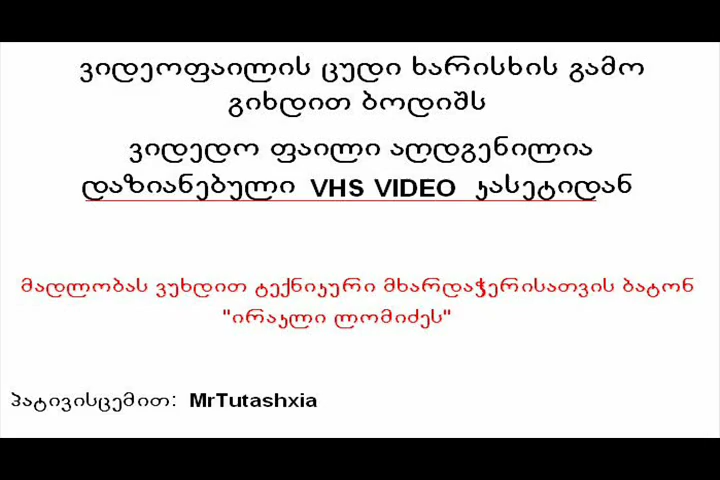 ვიდეოფაილის ცუდი ხარისხის გამო
გიხდით ბოდიშს
ვიდედო ფაილი აღდგენილია
დაზიანებული VHS VIDEO კასეტიდან
მადლობას ვუხდით ტექნიკური მხარდაჭერისათვის ბატონ
"ირაკლი ლომიძეს"
პატივისცემით: MrTutashxia